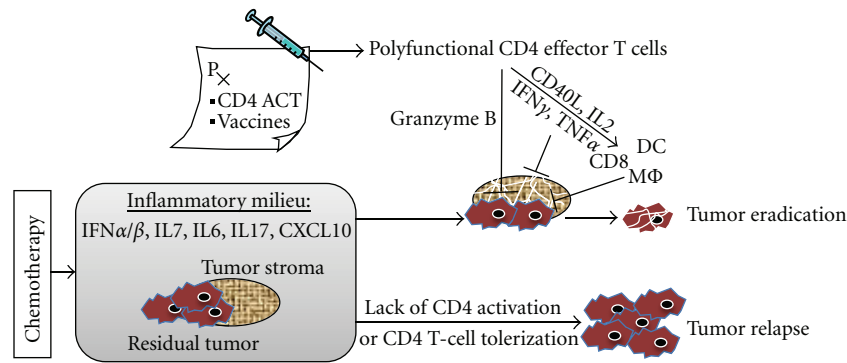 Polyfunctional CD4 effector T cells
P
▪CD4 ACT
▪Vaccines
CD40L, IL2
IFNγ, TNFα
Granzyme B
DC
CD8
MΦ
Chemotherapy
Inflammatory milieu:
IFNα/β, IL7, IL6, IL17, CXCL10
Tumor stroma
Residual tumor
Tumor eradication
Lack of CD4 activation
or CD4 T-cell tolerization
Tumor relapse